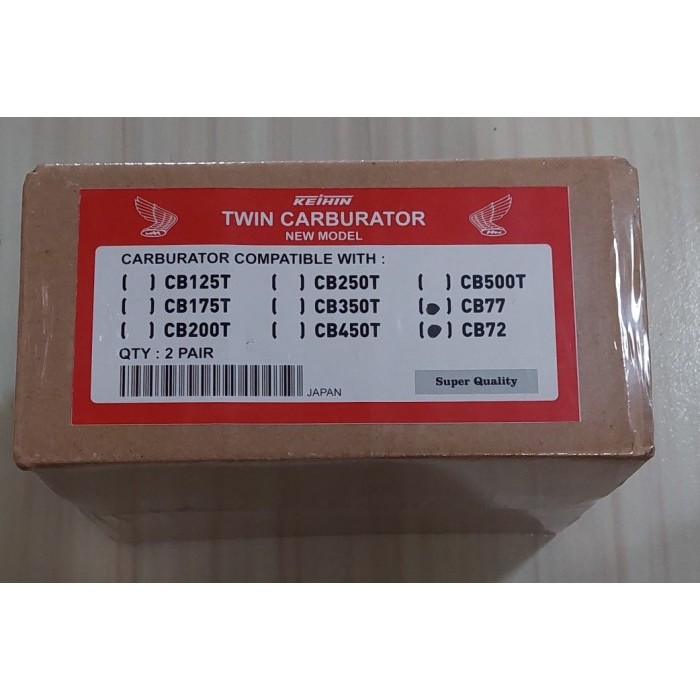 KEIHIN
TWIN CARBURATOR
NEW MODEL
CARBURATOR COMPATIBLE WITH :
( ) CB125T ( ) CB250T ( ) CB500T
( ) CB175T ( ) CB350T (●) CB77
( ) CB200T ( ) CB450T (●) CB72
QTY : 2 PAIR
JAPAN
Super Quality